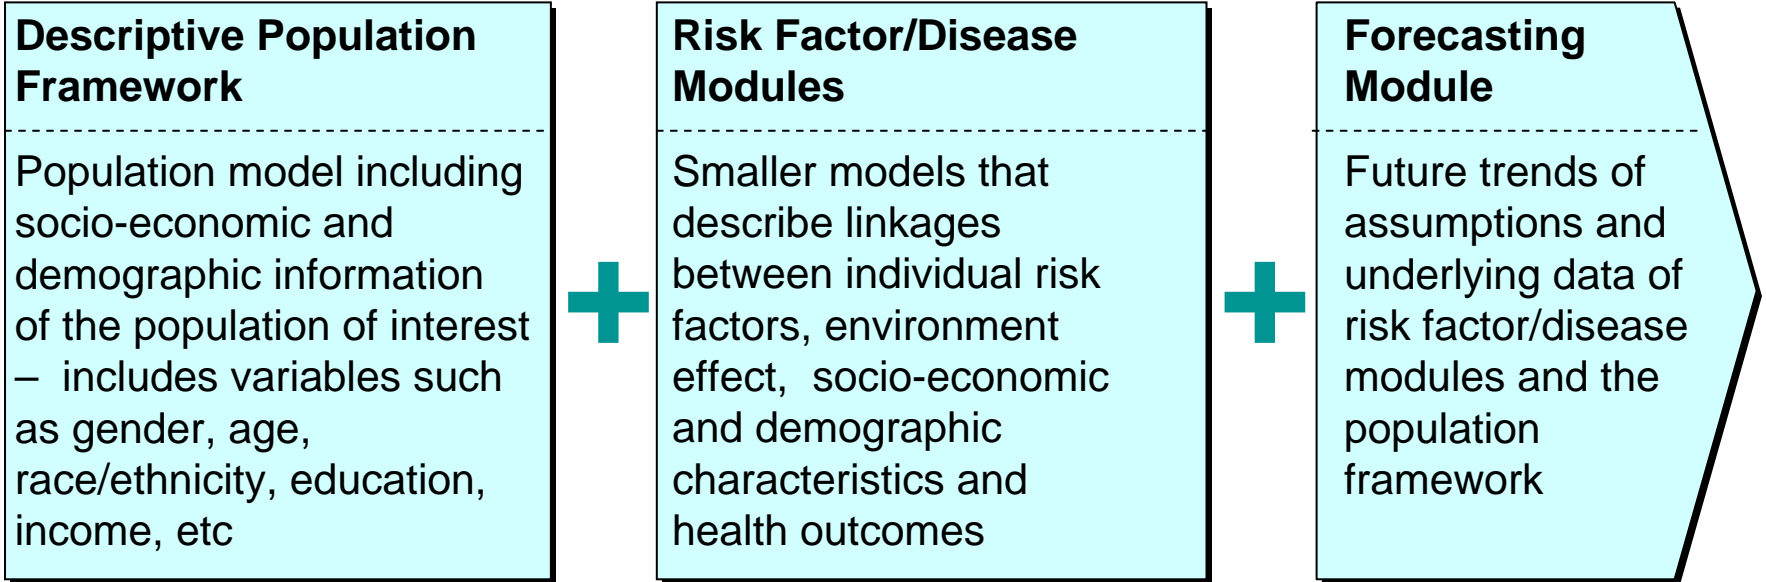 Descriptive Population
Framework
Population model including
socio-economic and
demographic information
of the population of interest
–  includes variables such
as gender, age,
race/ethnicity, education,
income, etc
Risk Factor/Disease
Modules
Smaller models that
describe linkages
between individual risk
factors, environment
effect,  socio-economic
and demographic
characteristics and
health outcomes
Forecasting
Module
Future trends of
assumptions and
underlying data of
risk factor/disease
modules and the
population
framework